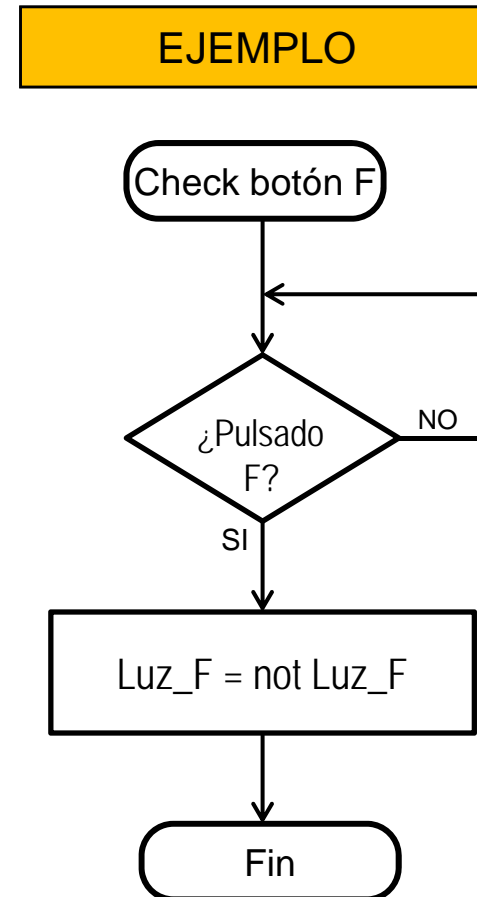 EJEMPLO
Check botón F
¿Pulsado
F?
NO
SI
Luz_F = not Luz_F
Fin